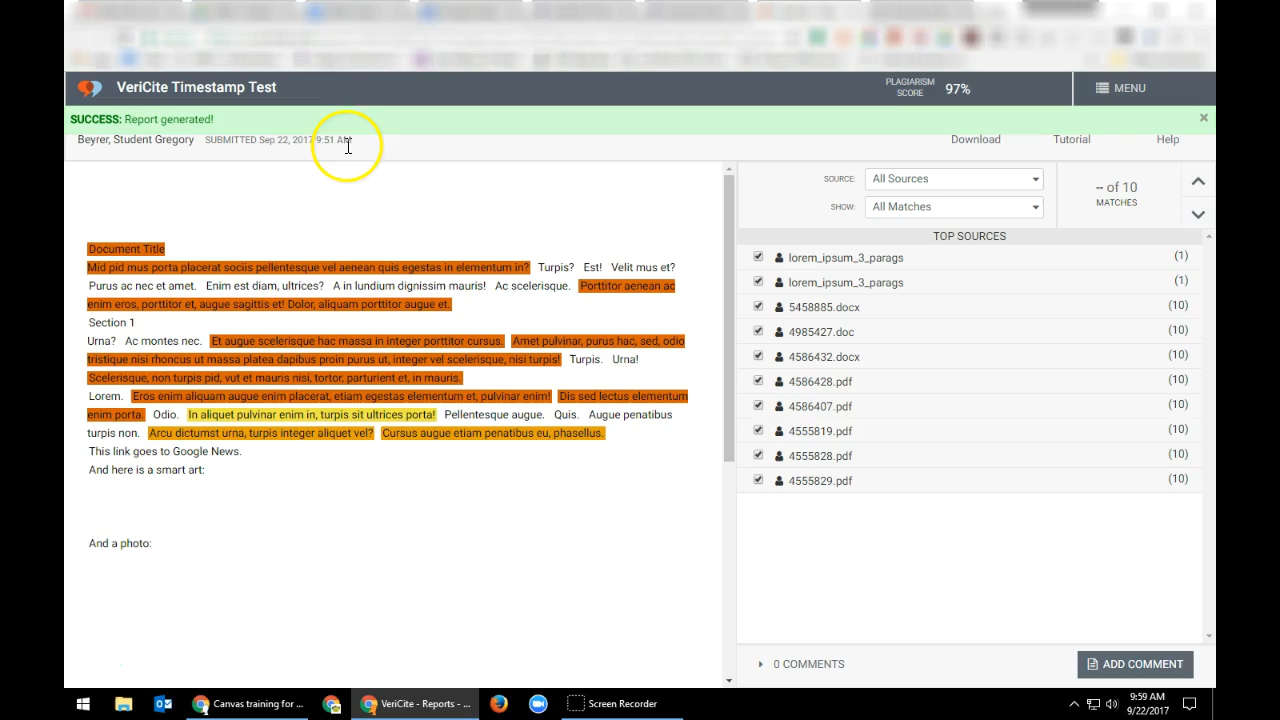 VeriCite Timestamp Test
PLAGIARISM SCORE 97%
MENU
SUCCESS: Report generated!
Beyrer, Student Gregory SUBMITTED Sep 22, 2017 9:51 AM
Download Tutorial Help
SOURCE: All Sources
SHOW: All Matches
-- of 10
MATCHES
Document Title
Mid pid mus porta placerat sociis pellentesque vel aenean quis egestas in elementum in? Turpis? Est! Velit mus et?
Purus ac nec et amet. Enim est diam, ultrices? A in lundium dignissim mauris! Ac scelerisque. Porttitor aenean ac
enim eros, porttitor et, augue sagittis et! Dolor, aliquam porttitor augue et.
Section 1
Urna? Ac montes nec. Et augue scelerisque hac massa in integer porttitor cursus. Amet pulvinar, purus hac, sed, odio
tristique nisi rhoncus ut massa platea dapibus proin purus ut, integer vel scelerisque, nisi turpis! Turpis. Urna!
Scelerisque, non turpis pid, vut et mauris nisi, tortor, parturient et, in mauris.
Lorem. Eros enim aliquam augue enim placerat, etiam egestas elementum et, pulvinar enim! Dis sed lectus elementum
enim porta. Odio. In aliquet pulvinar enim in, turpis sit ultrices porta! Pellentesque augue. Quis. Augue penatibus
turpis non. Arcu dictumst urna, turpis integer aliquet vel? Cursus augue etiam penatibus eu, phasellus.
This link goes to Google News.
And here is a smart art:
And a photo:
TOP SOURCES
lorem_ipsum_3_parags (1)
lorem_ipsum_3_parags (1)
5458885.docx (10)
4985427.doc (10)
4586432.docx (10)
4586428.pdf (10)
4586407.pdf (10)
4555819.pdf (10)
4555828.pdf (10)
4555829.pdf (10)
0 COMMENTS
ADD COMMENT
Canvas training for ...
VeriCite - Reports - ...
Screen Recorder
9:59 AM
9/22/2017